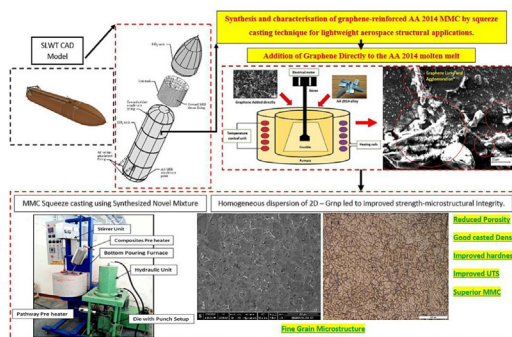 SLWT CAD
Model
Synthesis and characterisation of graphene-reinforced AA 2014 MMC by squeeze
casting technique for lightweight aerospace structural applications.
Addition of Graphene Directly to the AA 2014 molten melt
Electrical motor
Stirrer
Graphene Added directly
AA 2014 alloy
Temperature
control unit
Crucible
Heating coils
Furnace
Graphene Lumps and
Agglomeration
MMC Squeeze casting using Synthesized Novel Mixture
Stirrer Unit
Composites Pre heater
Bottom Pouring Furnace
Hydraulic Unit
Pathway Pre heater
Die with Punch Setup
Homogeneous dispersion of 2D – Grnp led to improved strength-microstructural Integrity.
Fine Grain Microstructure
Reduced Porosity
Good casted Dens
Improved hardnes
Improved UTS
Superior MMC